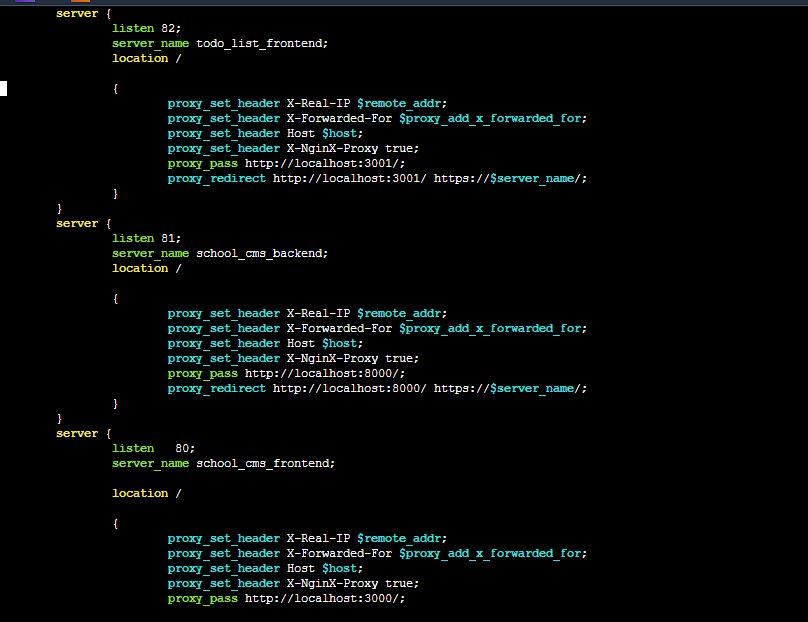 server {
listen 82;
server_name todo_list_frontend;
location /
{
proxy_set_header X-Real-IP $remote_addr;
proxy_set_header X-Forwarded-For $proxy_add_x_forwarded_for;
proxy_set_header Host $host;
proxy_set_header X-NginX-Proxy true;
proxy_pass http://localhost:3001/;
proxy_redirect http://localhost:3001/ https://$server_name/;
}
}
server {
listen 81;
server_name school_cms_backend;
location /
{
proxy_set_header X-Real-IP $remote_addr;
proxy_set_header X-Forwarded-For $proxy_add_x_forwarded_for;
proxy_set_header Host $host;
proxy_set_header X-NginX-Proxy true;
proxy_pass http://localhost:8000/;
proxy_redirect http://localhost:8000/ https://$server_name/;
}
}
server {
listen   80;
server_name school_cms_frontend;
location /
{
proxy_set_header X-Real-IP $remote_addr;
proxy_set_header X-Forwarded-For $proxy_add_x_forwarded_for;
proxy_set_header Host $host;
proxy_set_header X-NginX-Proxy true;
proxy_pass http://localhost:3000/;